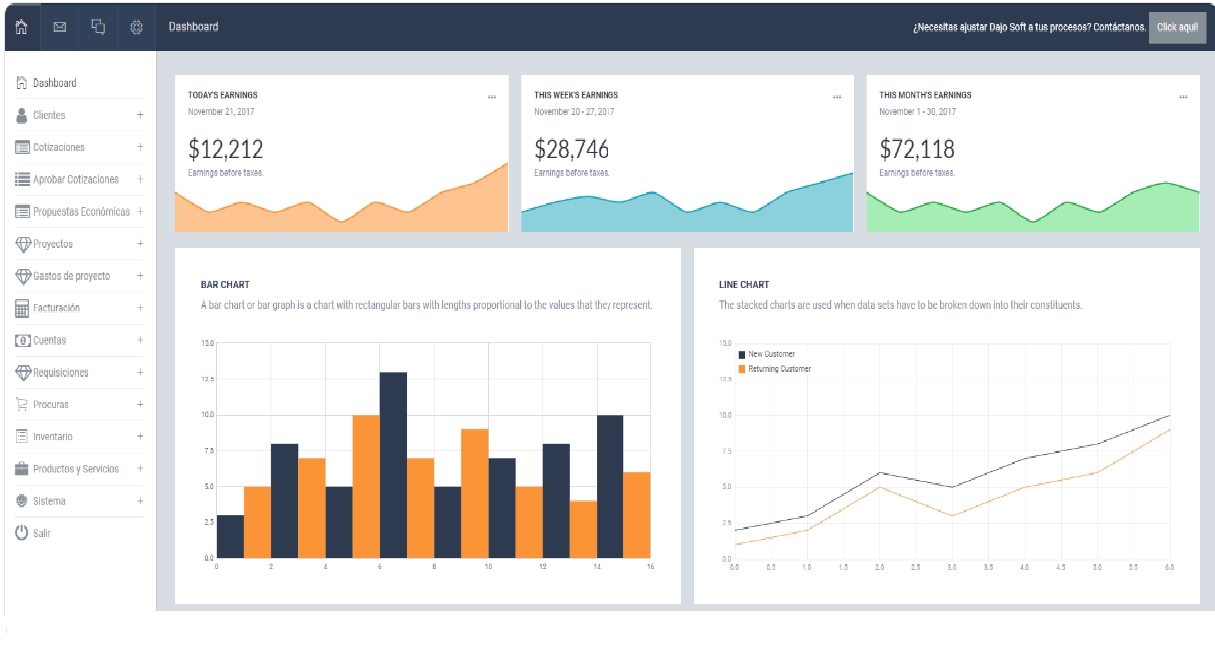 Dashboard
¿Necesitas ajustar Dajo Soft a tus procesos? Contáctanos.
Click aquí!
Dashboard
Clientes +
Cotizaciones +
Aprobar Cotizaciones +
Propuestas Económicas +
Proyectos +
Gastos de proyecto +
Facturación +
Cuentas +
Requisiciones +
Procuras +
Inventario +
Productos y Servicios +
Sistema +
Salir
TODAY'S EARNINGS
November 21, 2017
$12,212
Earnings before taxes.
THIS WEEK'S EARNINGS
November 20 - 27, 2017
$28,746
Earnings before taxes.
THIS MONTH'S EARNINGS
November 1 - 30, 2017
$72,118
Earnings before taxes.
BAR CHART
A bar chart or bar graph is a chart with rectangular bars with lengths proportional to the values that they represent.
15.0
12.5
10.0
7.5
5.0
2.5
0.0
0 2 4 6 8 10 12 14 16
LINE CHART
The stacked charts are used when data sets have to be broken down into their constituents.
New Customer
Returning Customer
15.0
12.5
10.0
7.5
5.0
2.5
0.0
0.0 0.5 1.0 1.5 2.0 2.5 3.0 3.5 4.0 4.5 5.0 5.5 6.0